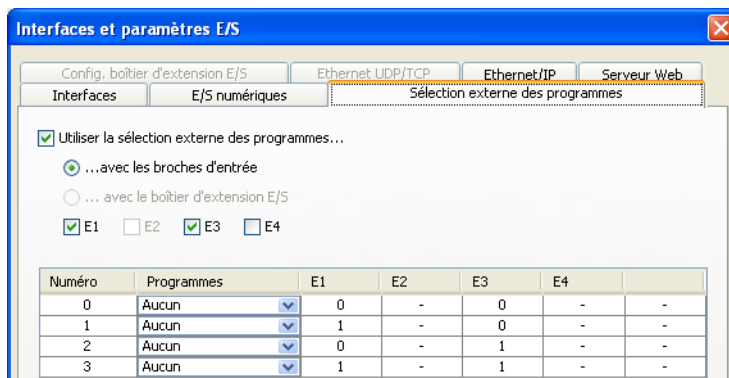 Interfaces et paramètres E/S
Config. boîtier d'extension E/S Ethernet UDP/TCP Ethernet/IP Serveur Web
Interfaces E/S numériques Sélection externe des programmes
Utiliser la sélection externe des programmes...
...avec les broches d'entrée
... avec le boîtier d'extension E/S
E1 E2 E3 E4
Numéro Programmes E1 E2 E3 E4
0 Aucun 0 - 0 - -
1 Aucun 1 - 0 - -
2 Aucun 0 - 1 - -
3 Aucun 1 - 1 - -